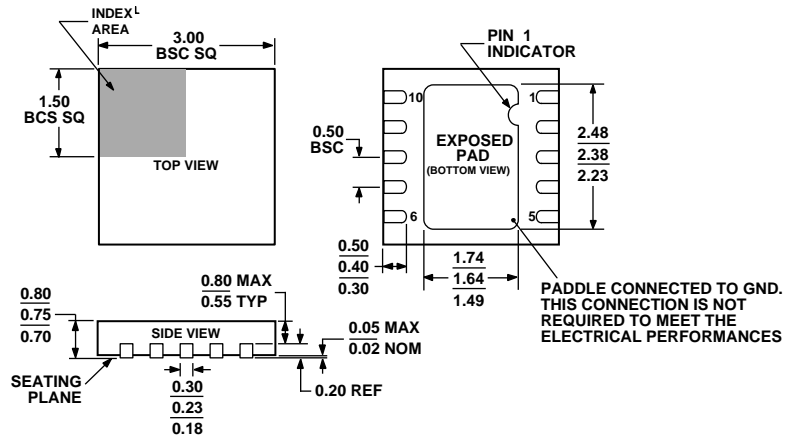 INDEX L
AREA
3.00
BSC SQ
1.50
BCS SQ
TOP VIEW
PIN 1
INDICATOR
10
1
0.50
BSC
EXPOSED
PAD
(BOTTOM VIEW)
2.48
2.38
2.23
6
5
0.50
0.40
0.30
1.74
1.64
1.49
PADDLE CONNECTED TO GND.
THIS CONNECTION IS NOT
REQUIRED TO MEET THE
ELECTRICAL PERFORMANCES
0.80
0.75
0.70
0.80 MAX
0.55 TYP
SIDE VIEW
0.05 MAX
0.02 NOM
SEATING
PLANE
0.30
0.23
0.18
0.20 REF